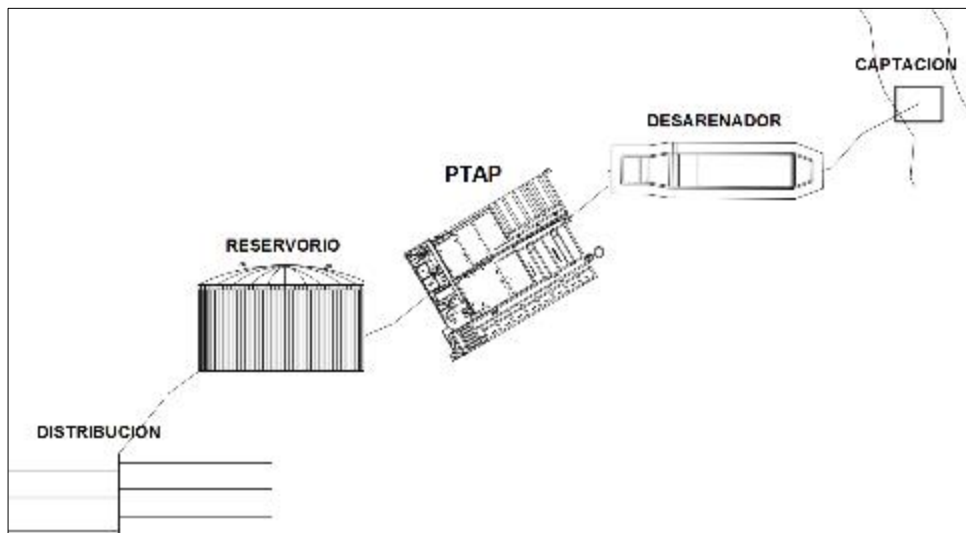 CAPTACION
DESARENADOR
PTAP
RESERVORIO
DISTRIBUCION